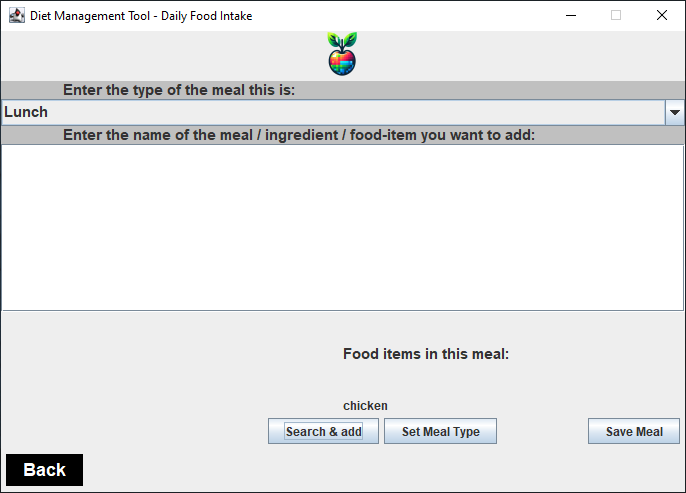 Diet Management Tool - Daily Food Intake
Enter the type of the meal this is:
Lunch
Enter the name of the meal / ingredient / food-item you want to add:
Food items in this meal:
chicken
Search & add Set Meal Type Save Meal
Back